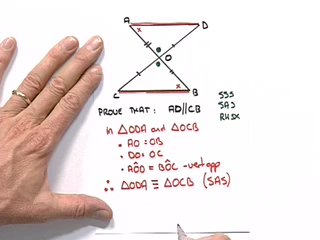 A
D
x
O
x
C
B
SSS
SAS
RHSX
PROVE THAT: AD//CB
in △ODA and △OCB
• AO = OB
• DO = OC
• AÔD = BÔC - vert opp
∴ △ODA ≡ △OCB (SAS)